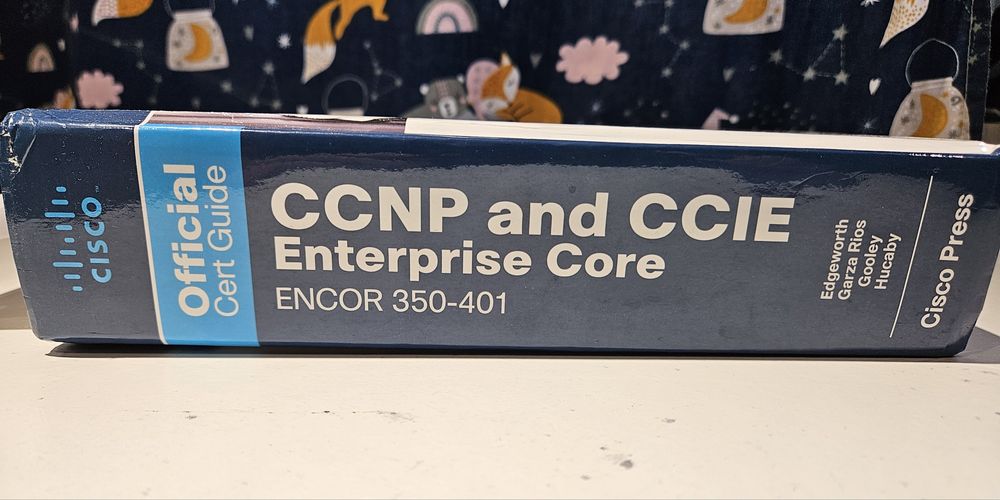 CISCO
Official
Cert Guide
CCNP and CCIE
Enterprise Core
ENCOR 350-401
Edgeworth
Garza Rios
Gooley
Hucaby
Cisco Press